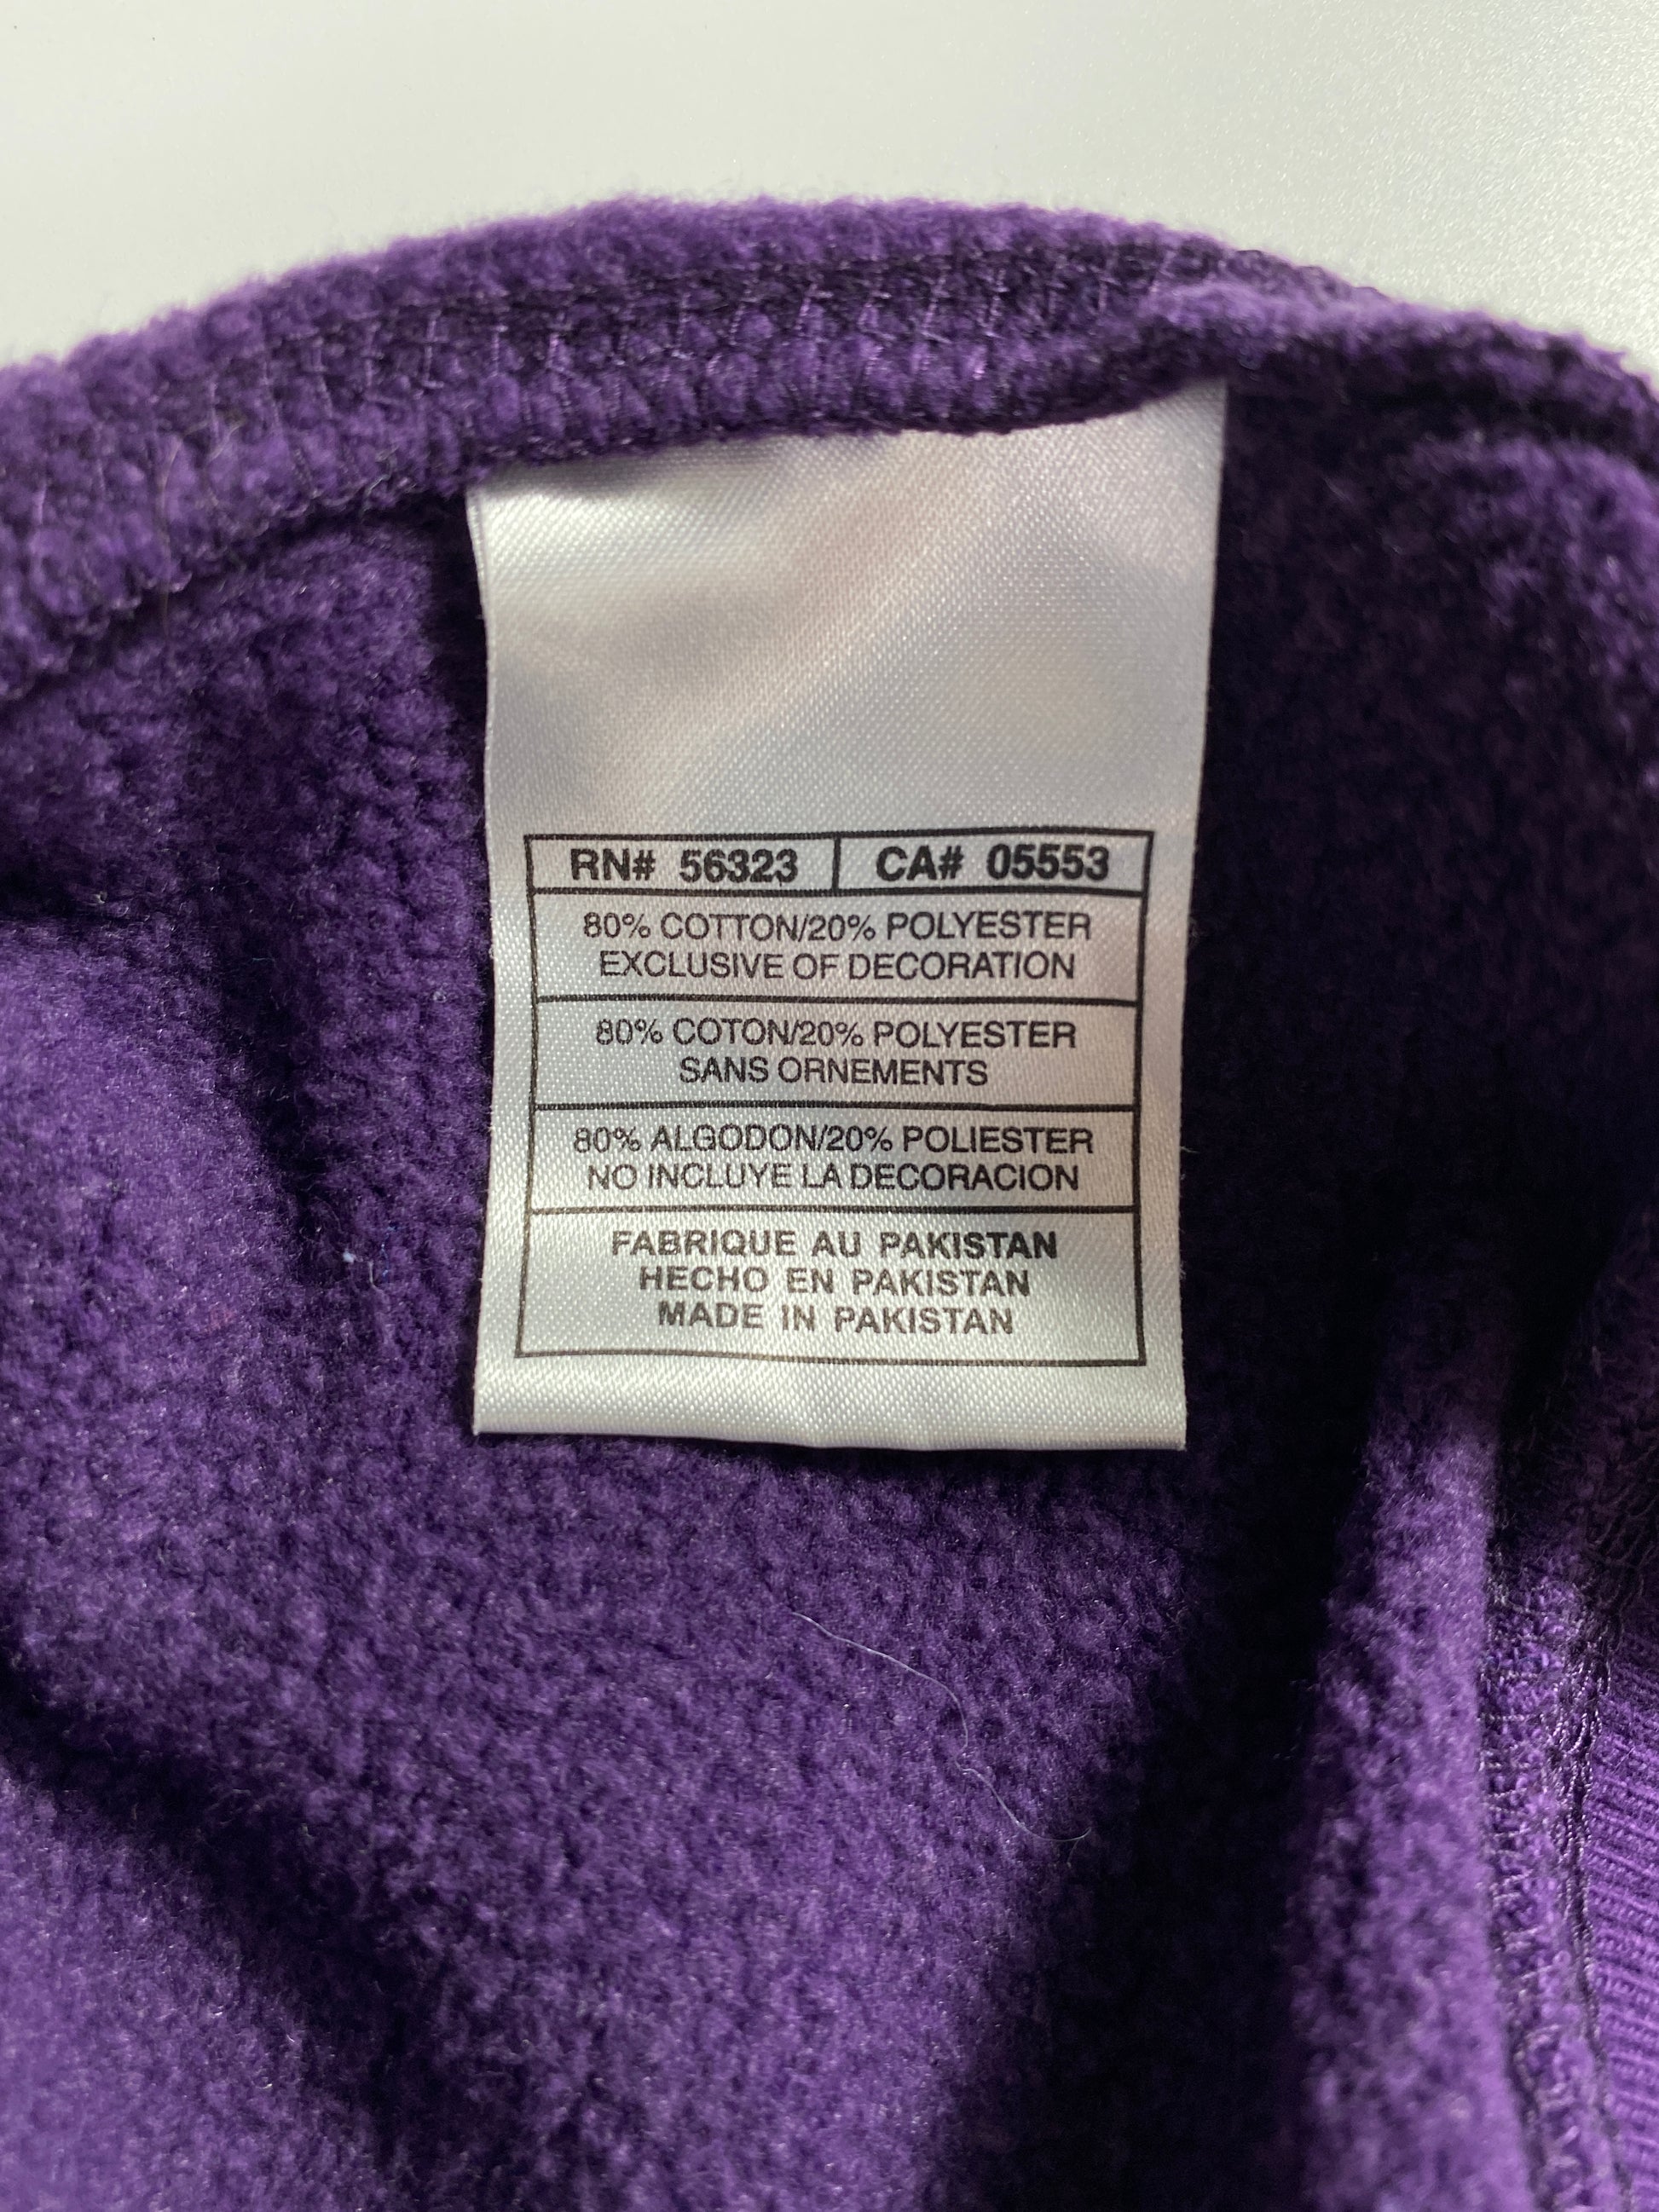 RN# 56323 CA# 05553
80% COTTON/20% POLYESTER
EXCLUSIVE OF DECORATION
80% COTON/20% POLYESTER
SANS ORNEMENTS
80% ALGODON/20% POLIESTER
NO INCLUYE LA DECORACION
FABRIQUE AU PAKISTAN
HECHO EN PAKISTAN
MADE IN PAKISTAN